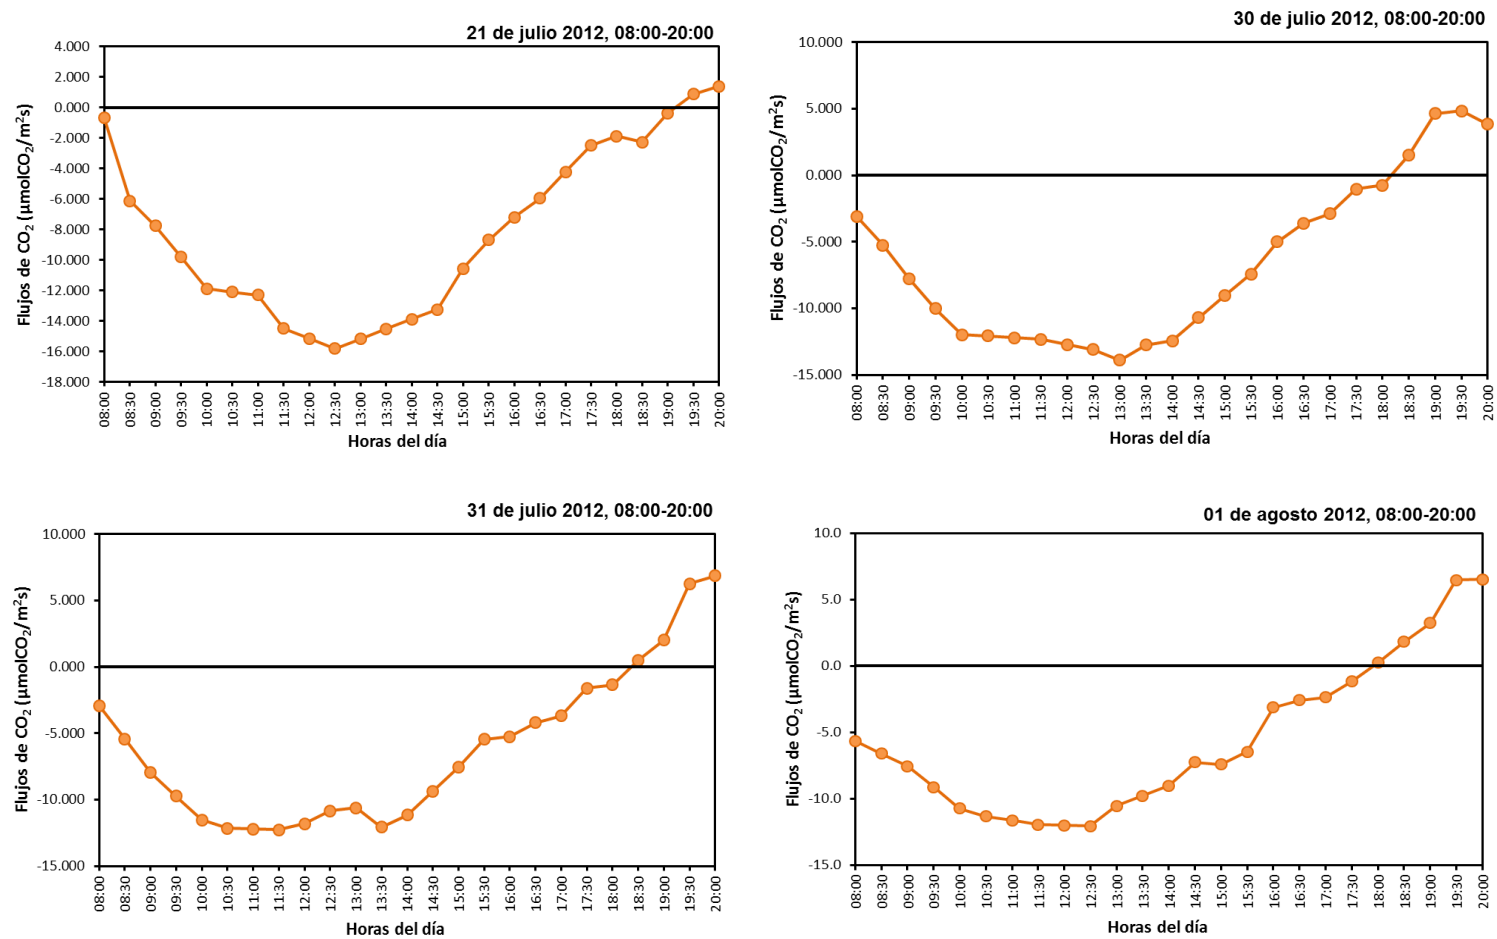 21 de julio 2012, 08:00-20:00
4.000
2.000
0.000
-2.000
-4.000
-6.000
-8.000
-10.000
-12.000
-14.000
-16.000
-18.000
Flujos de CO2 (µmolCO2/m2s)
08:00 08:30 09:00 09:30 10:00 10:30 11:00 11:30 12:00 12:30 13:00 13:30 14:00 14:30 15:00 15:30 16:00 16:30 17:00 17:30 18:00 18:30 19:00 19:30 20:00
Horas del día
30 de julio 2012, 08:00-20:00
10.000
5.000
0.000
-5.000
-10.000
-15.000
Flujos de CO2 (µmolCO2/m2s)
08:00 08:30 09:00 09:30 10:00 10:30 11:00 11:30 12:00 12:30 13:00 13:30 14:00 14:30 15:00 15:30 16:00 16:30 17:00 17:30 18:00 18:30 19:00 19:30 20:00
Horas del día
31 de julio 2012, 08:00-20:00
10.000
5.000
0.000
-5.000
-10.000
-15.000
Flujos de CO2 (µmolCO2/m2s)
08:00 08:30 09:00 09:30 10:00 10:30 11:00 11:30 12:00 12:30 13:00 13:30 14:00 14:30 15:00 15:30 16:00 16:30 17:00 17:30 18:00 18:30 19:00 19:30 20:00
Horas del día
01 de agosto 2012, 08:00-20:00
10.0
5.0
0.0
-5.0
-10.0
-15.0
Flujos de CO2 (µmolCO2/m2s)
08:00 08:30 09:00 09:30 10:00 10:30 11:00 11:30 12:00 12:30 13:00 13:30 14:00 14:30 15:00 15:30 16:00 16:30 17:00 17:30 18:00 18:30 19:00 19:30 20:00
Horas del día